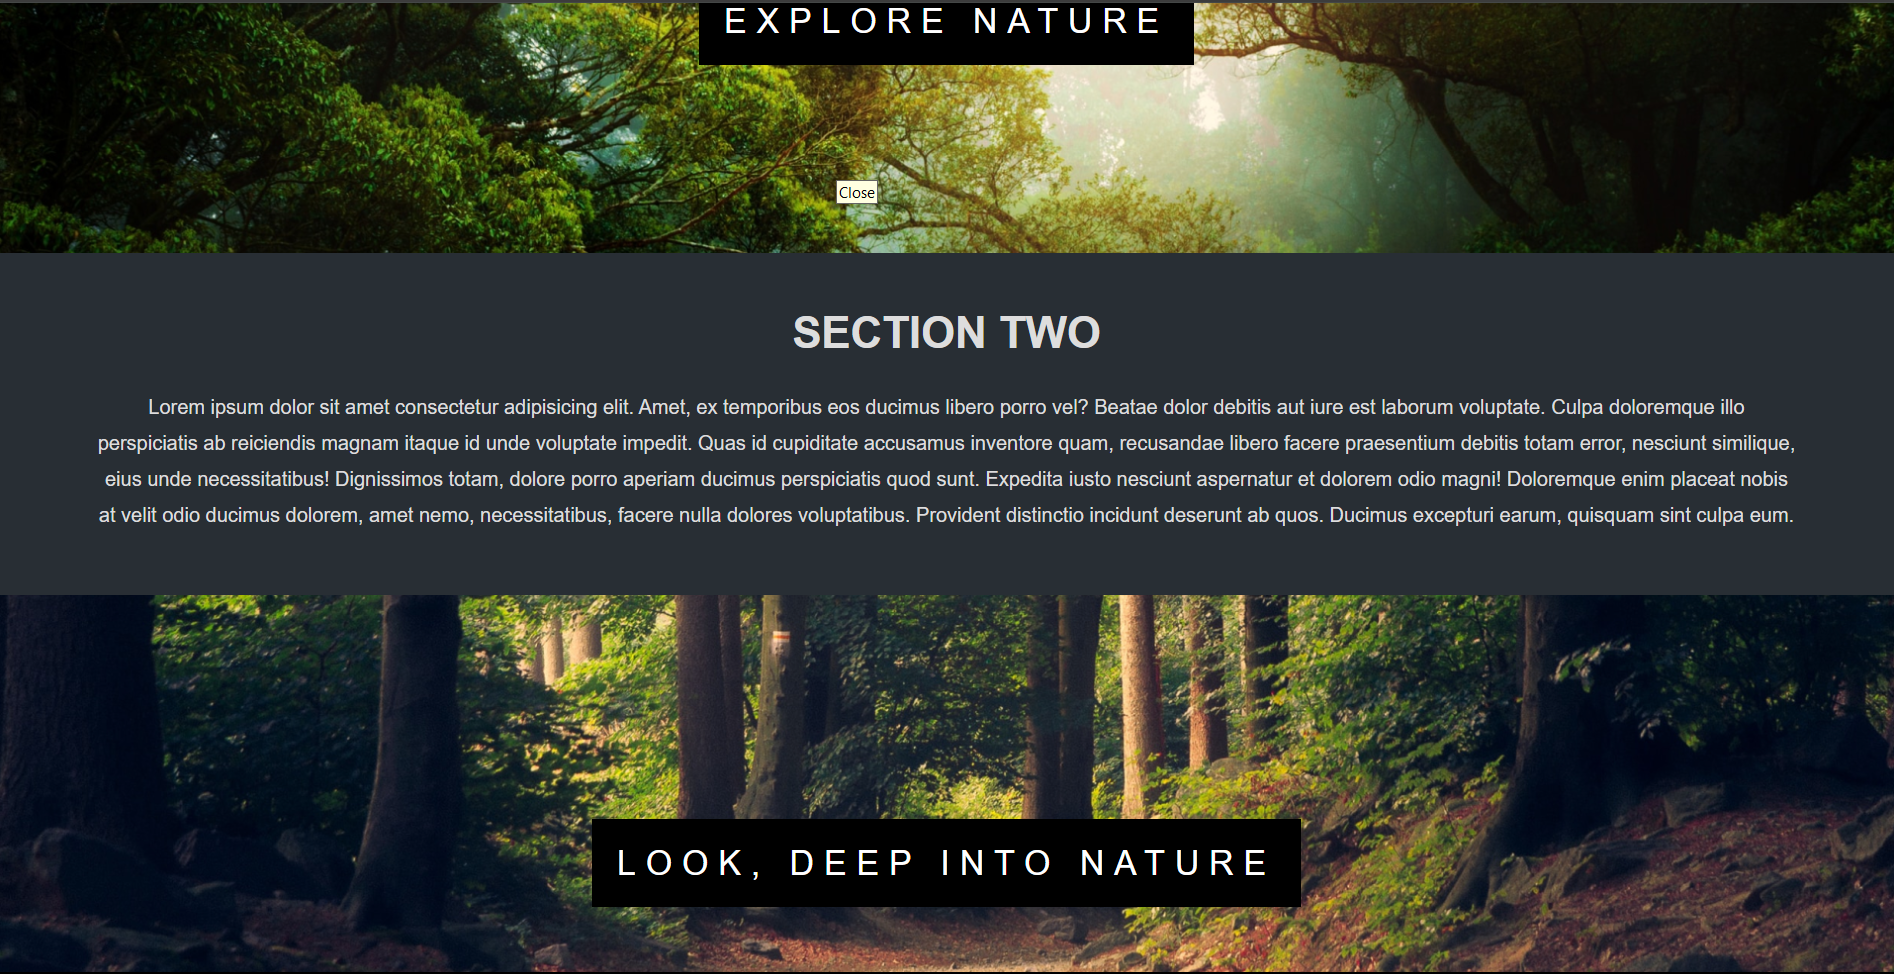 EXPLORE NATURE
Close
SECTION TWO
Lorem ipsum dolor sit amet consectetur adipisicing elit. Amet, ex temporibus eos ducimus libero porro vel? Beatae dolor debitis aut iure est laborum voluptate. Culpa doloremque illo
perspiciatis ab reiciendis magnam itaque id unde voluptate impedit. Quas id cupiditate accusamus inventore quam, recusandae libero facere praesentium debitis totam error, nesciunt similique,
eius unde necessitatibus! Dignissimos totam, dolore porro aperiam ducimus perspiciatis quod sunt. Expedita iusto nesciunt aspernatur et dolorem odio magni! Doloremque enim placeat nobis
at velit odio ducimus dolorem, amet nemo, necessitatibus, facere nulla dolores voluptatibus. Provident distinctio incidunt deserunt ab quos. Ducimus excepturi earum, quisquam sint culpa eum.
LOOK, DEEP INTO NATURE